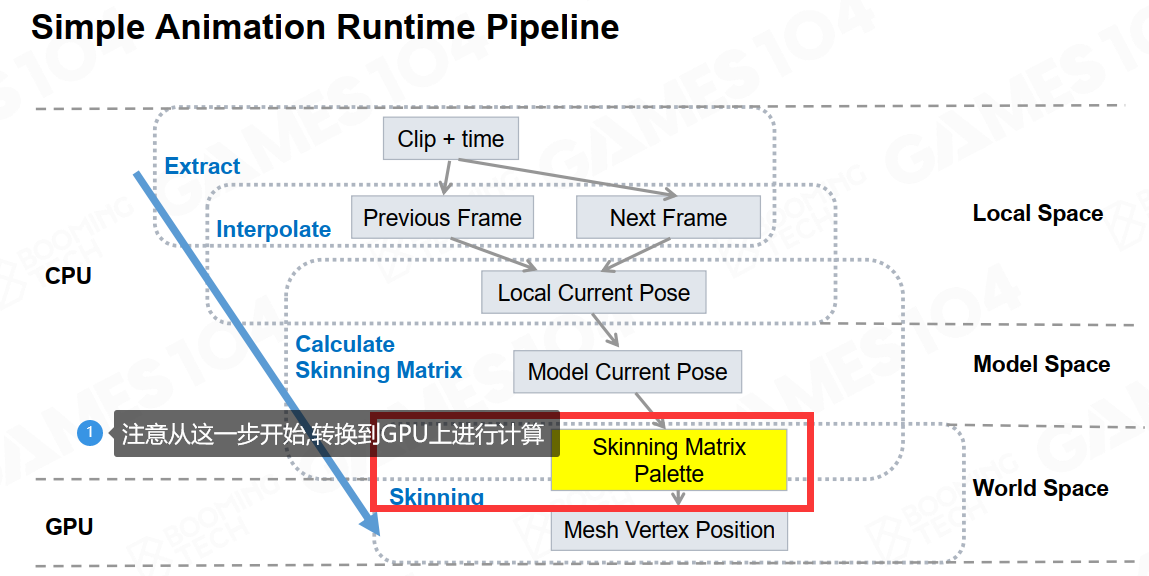 Simple Animation Runtime Pipeline
Clip + time
Extract
Previous Frame
Next Frame
Local Space
Interpolate
CPU
Local Current Pose
Calculate
Skinning Matrix
Model Current Pose
Model Space
1
注意从这一步开始,转换到GPU上进行计算
Skinning Matrix
Palette
World Space
Skinning
GPU
Mesh Vertex Position
GAMES104
BOOMING
TECH